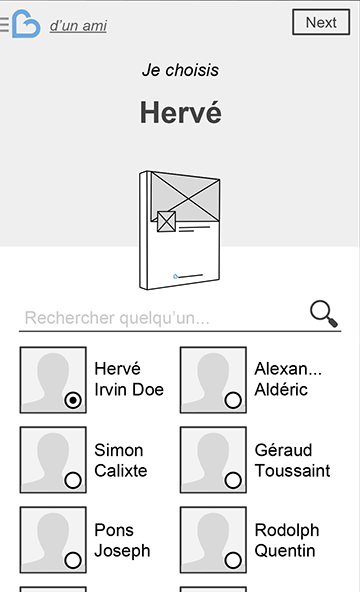 d'un ami
Next
Je choisis
Hervé
Rechercher quelqu'un...
Hervé
Irvin Doe
Alexan...
Aldéric
Simon
Calixte
Géraud
Toussaint
Pons
Joseph
Rodolph
Quentin